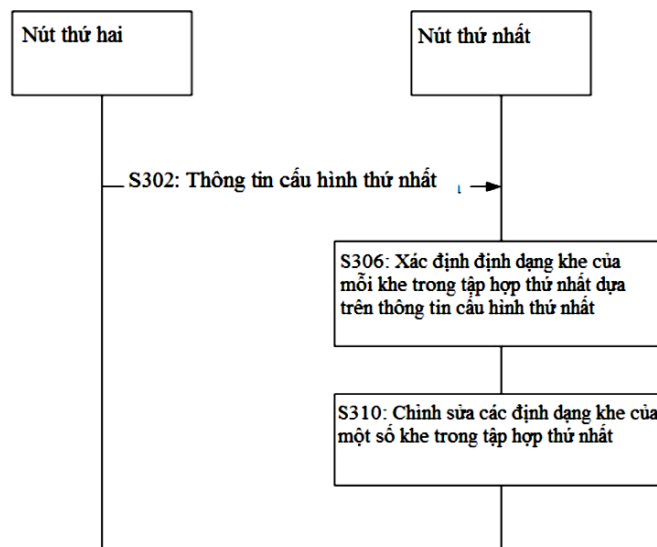 Nút thứ hai
Nút thứ nhất
S302: Thông tin cấu hình thứ nhất
S306: Xác định định dạng khe của
mỗi khe trong tập hợp thứ nhất dựa
trên thông tin cấu hình thứ nhất
S310: Chỉnh sửa các định dạng khe của
một số khe trong tập hợp thứ nhất